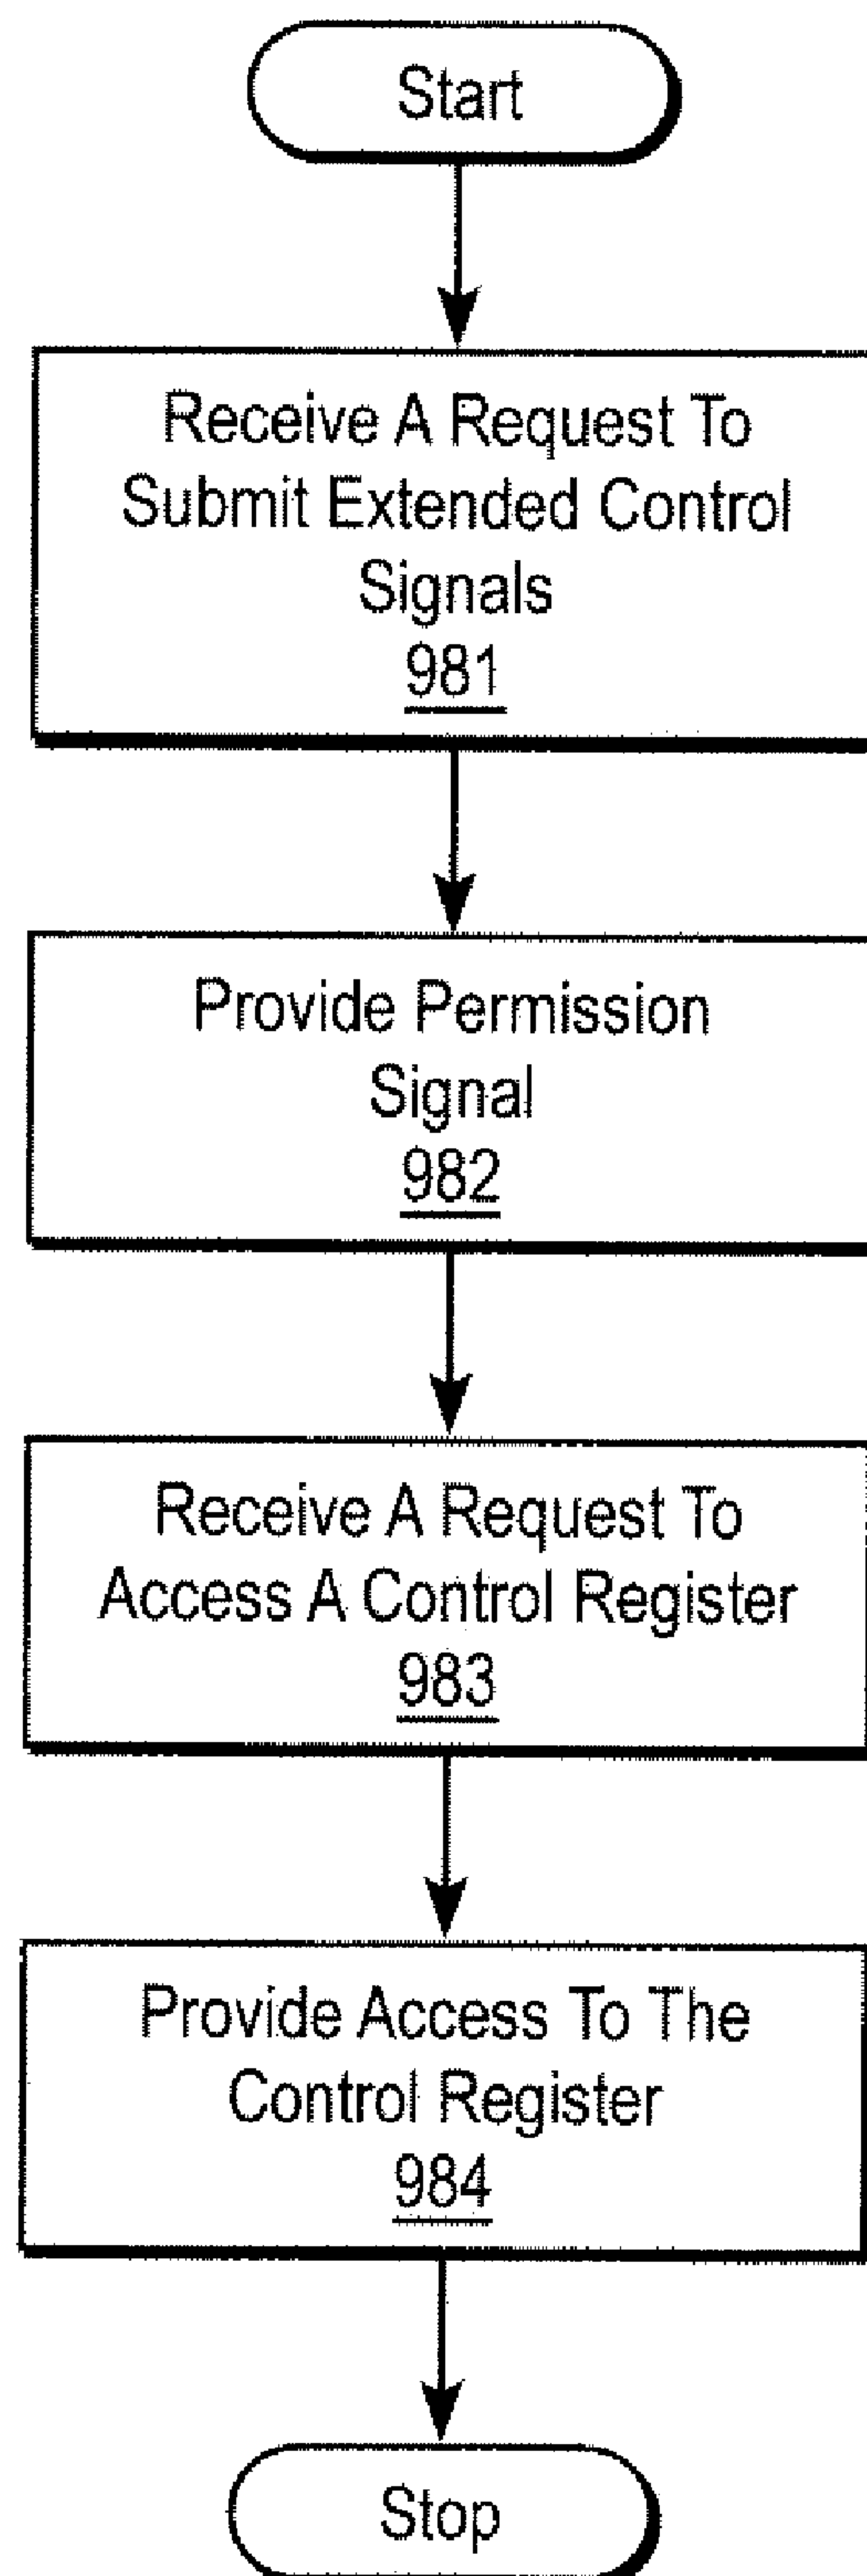 Start
Receive A Request To
Submit Extended Control
Signals
981
Provide Permission
Signal
982
Receive A Request To
Access A Control Register
983
Provide Access To The
Control Register
984
Stop